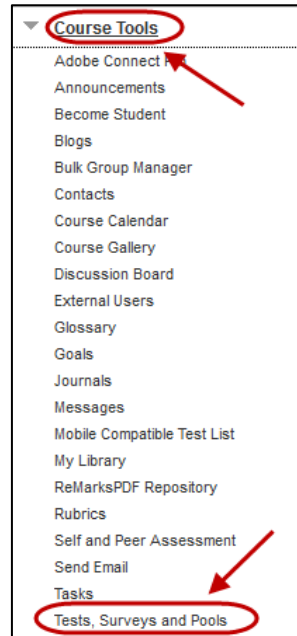 Course Tools
Adobe Connect
Announcements
Become Student
Blogs
Bulk Group Manager
Contacts
Course Calendar
Course Gallery
Discussion Board
External Users
Glossary
Goals
Journals
Messages
Mobile Compatible Test List
My Library
ReMarksPDF Repository
Rubrics
Self and Peer Assessment
Send Email
Tasks
Tests, Surveys and Pools